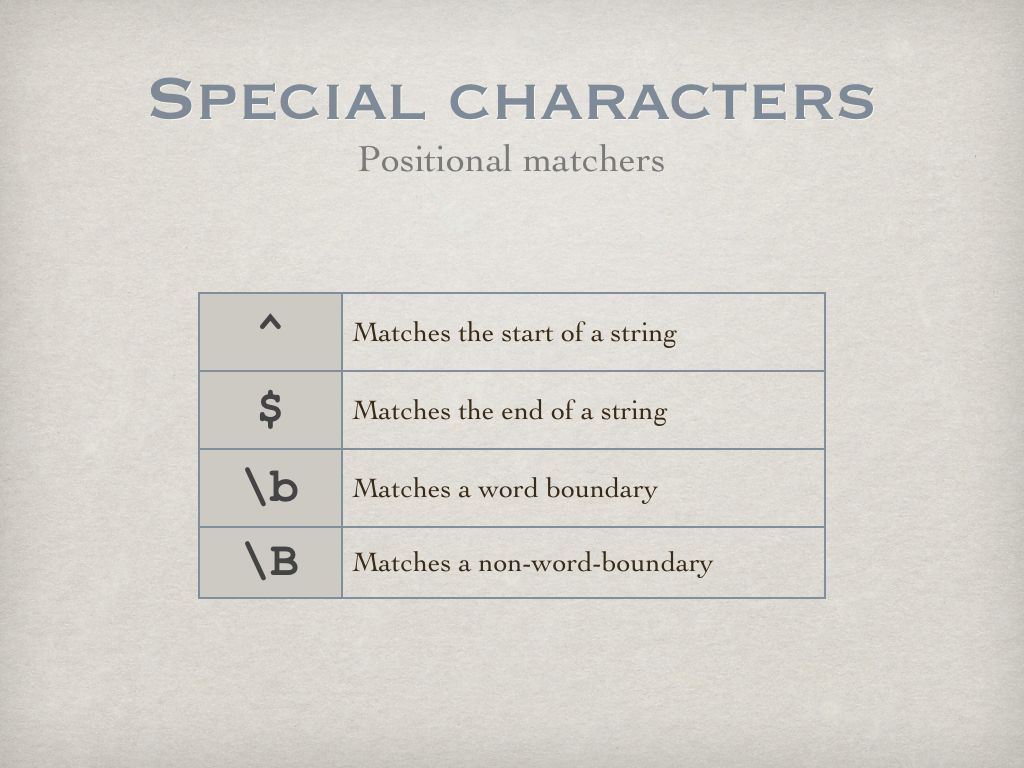 Special characters
Positional matchers
^ Matches the start of a string
$ Matches the end of a string
\b Matches a word boundary
\B Matches a non-word-boundary